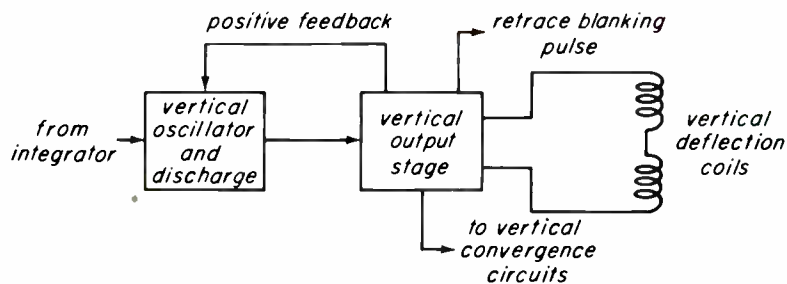 positive feedback
retrace blanking
pulse
from
integrator
vertical
oscillator
and
discharge
vertical
output
stage
vertical
deflection
coils
to vertical
convergence
circuits